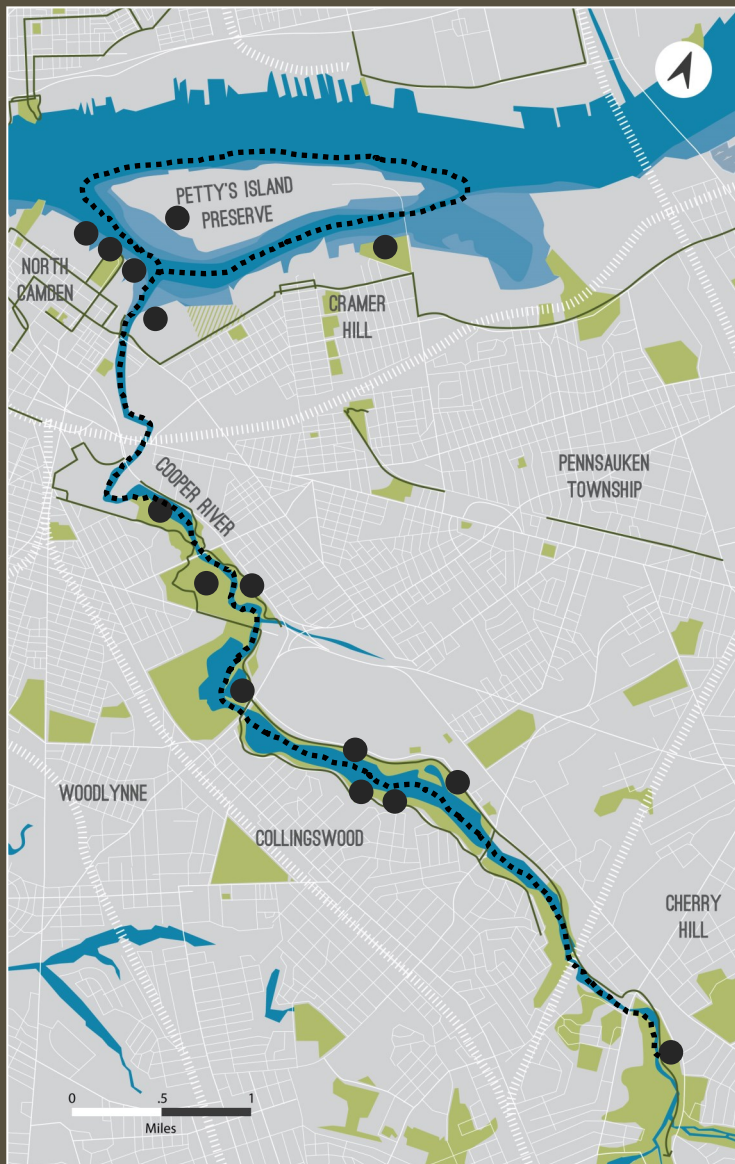 PETTY'S ISLAND
PRESERVE
NORTH
CAMDEN
CRAMER
HILL
COOPER RIVER
PENNSAUKEN
TOWNSHIP
WOODLYNNE
COLLINGSWOOD
CHERRY
HILL
0 .5 1
Miles